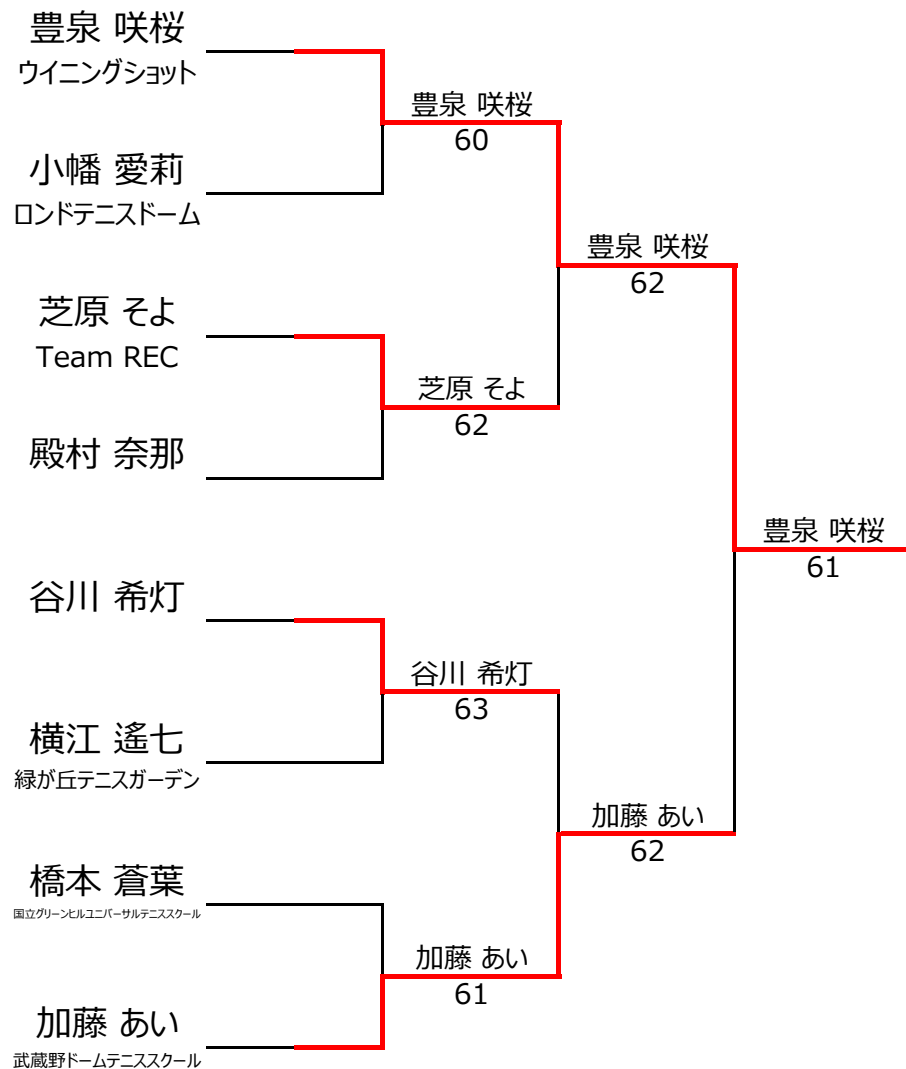 豊泉 咲桜
ウイニングショット
小幡 愛莉
ロンドテニスドーム
芝原 そよ
Team REC
殿村 奈那
谷川 希灯
横江 遙七
緑が丘テニスガーデン
橋本 蒼葉
国立グリーンヒルユニバーサルテニススクール
加藤 あい
武蔵野ドームテニススクール
豊泉 咲桜
60
芝原 そよ
62
谷川 希灯
63
加藤 あい
61
豊泉 咲桜
62
加藤 あい
62
豊泉 咲桜
61